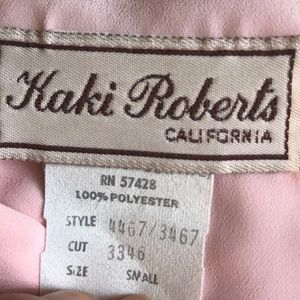 Kaki Roberts
CALIFORNIA
RN 57428
100% POLYESTER
STYLE 4467/3467
CUT 3346
SIZE SMALL